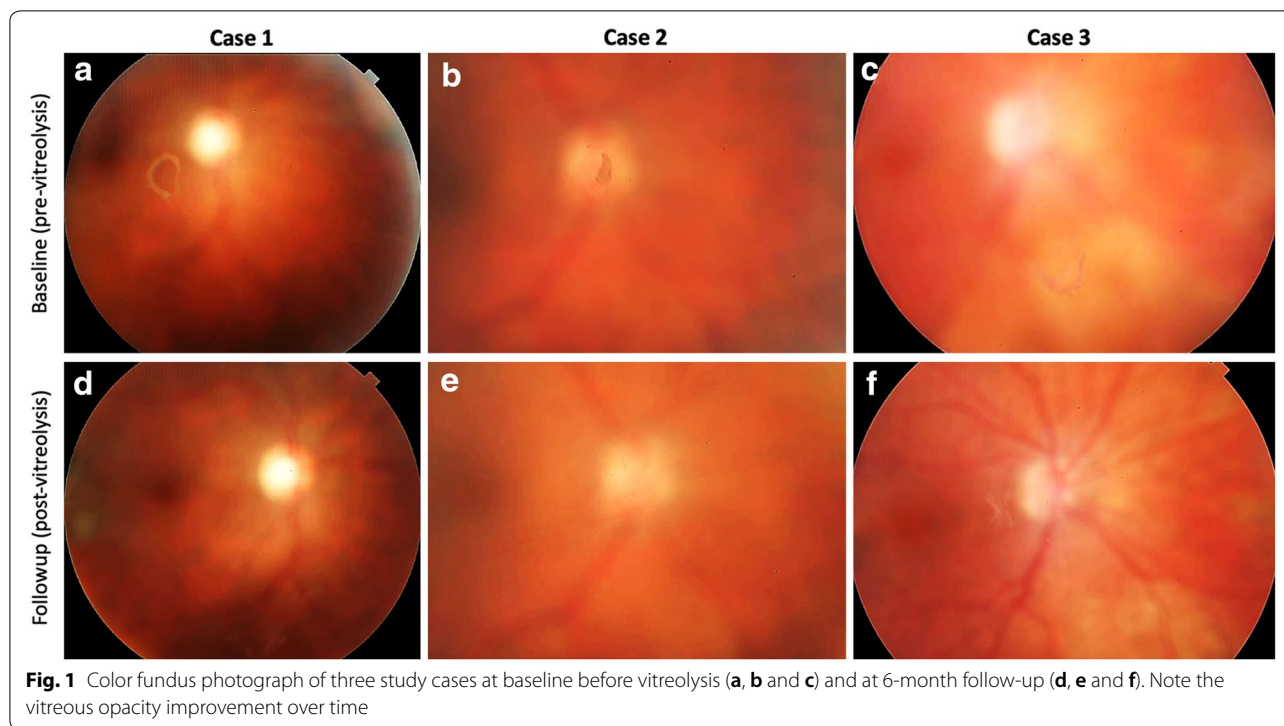 Case 1 Case 2 Case 3
Baseline (pre-vitreolysis)
a b c
Followup (post-vitreolysis)
d e f
Fig. 1 Color fundus photograph of three study cases at baseline before vitreolysis (a, b and c) and at 6-month follow-up (d, e and f). Note the
vitreous opacity improvement over time